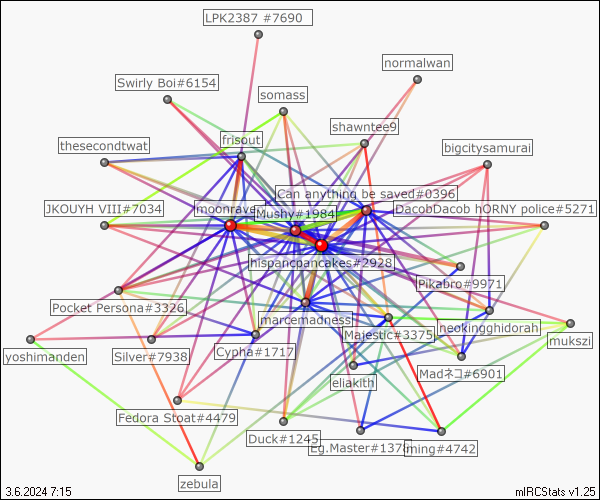 LPK2387 #7690
normalwan
Swirly Boi#6154
somass
shawntee9
frisout
thesecondtwat
bigcitysamurai
Can anything be saved#0396
JKOUYH VIII#7034
moonrave
Mushy#1984
DacobDacob hORNY police#5271
hispanicpancakes#2928
Pikabro#9971
Pocket Persona#3326
marcemadness
Majestic#3375
neokingghidorah
mukszi
yoshimanden
Silver#7938
Cypha#1717
eliakith
Madネコ#6901
Fedora Stoat#4479
Duck#1245
Eg.Master#1378
ming#4742
zebula
3.6.2024 7:15
mIRCStats v1.25